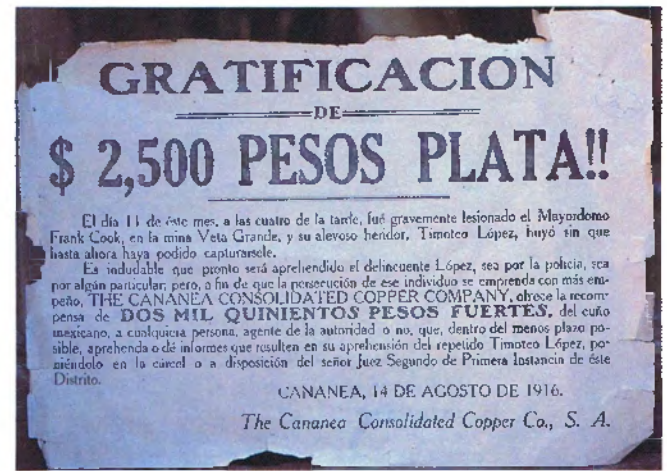 GRATIFICACION
DE
$ 2,500 PESOS PLATA!!
El día 11 de éste mes, a las cuatro de la tarde, fué gravemente lesionado el Mayordomo
Frank Cook, en la mina Veta Grande, y su alevoso heridor, Timoteo López, huyó sin que
hasta ahora haya podido capturarsele.
Es indudable que pronto será aprehendido el delincuente López, sea por la policia, sea
por algún particular; pero, a fin de que la persecución de ese individuo se emprenda con más em-
peño, THE CANANEA CONSOLIDATED COPPER COMPANY, ofrece la recom-
pensa de DOS MIL QUINIENTOS PESOS FUERTES, del cuño
mexicano, a cualquiera persona, agente de la autoridad o no, que, dentro del menos plazo po-
sible, aprehenda o dé informes que resulten en su aprehensión del repetido Timoteo López, po-
niéndolo en la cárcel o a disposición del señor Juez Segundo de Primera Instancia de éste
Distrito.
CANANEA, 14 DE AGOSTO DE 1916.
The Cananea Consolidated Copper Co., S. A.